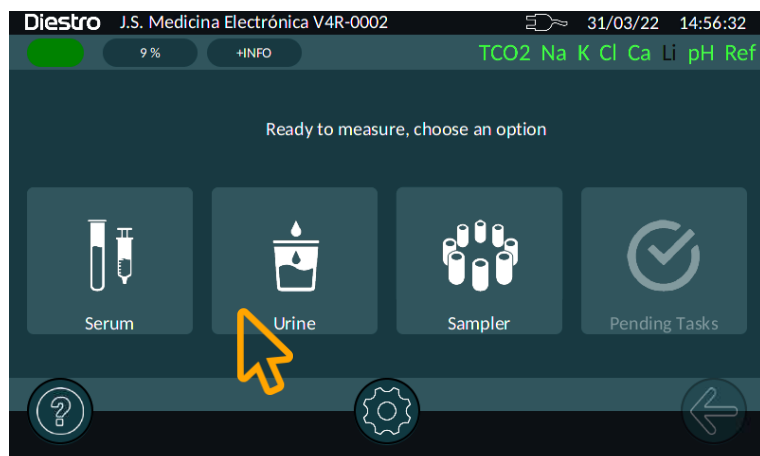 Diestro J.S. Medicina Electrónica V4R-0002 31/03/22 14:56:32
9 % +INFO TCO2 Na K Cl Ca Li pH Ref
Ready to measure, choose an option
Serum Urine Sampler Pending Tasks
?